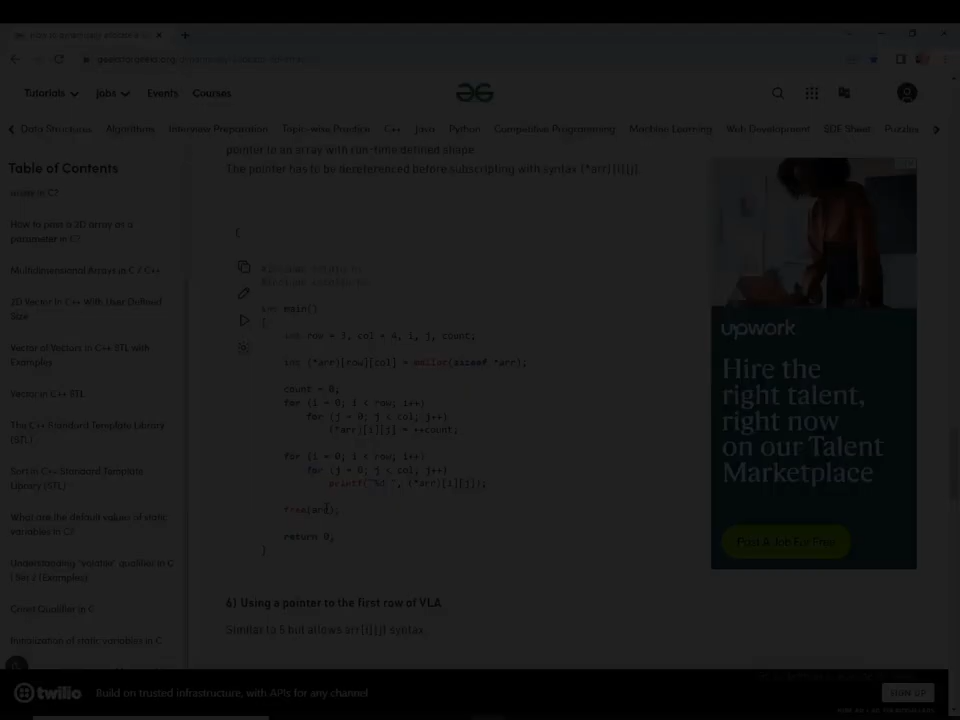 Tutorials Jobs Events Courses
Data Structures Algorithms Interview Preparation Topic-wise Practice C++ Java Python Competitive Programming Machine Learning Web Development SDE Sheet Puzzles
Table of Contents
How to pass a 2D array as a
parameter in C?
Multidimensional Arrays in C / C++
2D Vector In C++ With User Defined
Size
Vector of Vectors in C++ STL with
Examples
Vector in C++ STL
The C++ Standard Template Library
(STL)
Sort in C++ Standard Template
Library (STL)
What are the default values of static
variables in C?
Understanding "volatile" qualifier in C
| Set 2 (Examples)
Const Qualifier in C
Initialization of static variables in C
pointer to an array with run-time defined shape
The pointer has to be dereferenced before subscripting with syntax (*arr)[i][j].
int main()
{
int row = 3, col = 4, i, j, count;
int (*arr)[row][col] = malloc(sizeof *arr);
count = 0;
for (i = 0; i < row; i++)
for (j = 0; j < col; j++)
(*arr)[i][j] = ++count;
for (i = 0; i < row; i++)
for (j = 0; j < col; j++)
printf("%d ", (*arr)[i][j]);
free(arr);
return 0;
}
6) Using a pointer to the first row of VLA
Similar to 5 but allows arr[i][j] syntax.
upwork
Hire the
right talent,
right now
on our Talent
Marketplace
Post A Job For Free
twilio Build on trusted infrastructure, with APIs for any channel SIGN UP